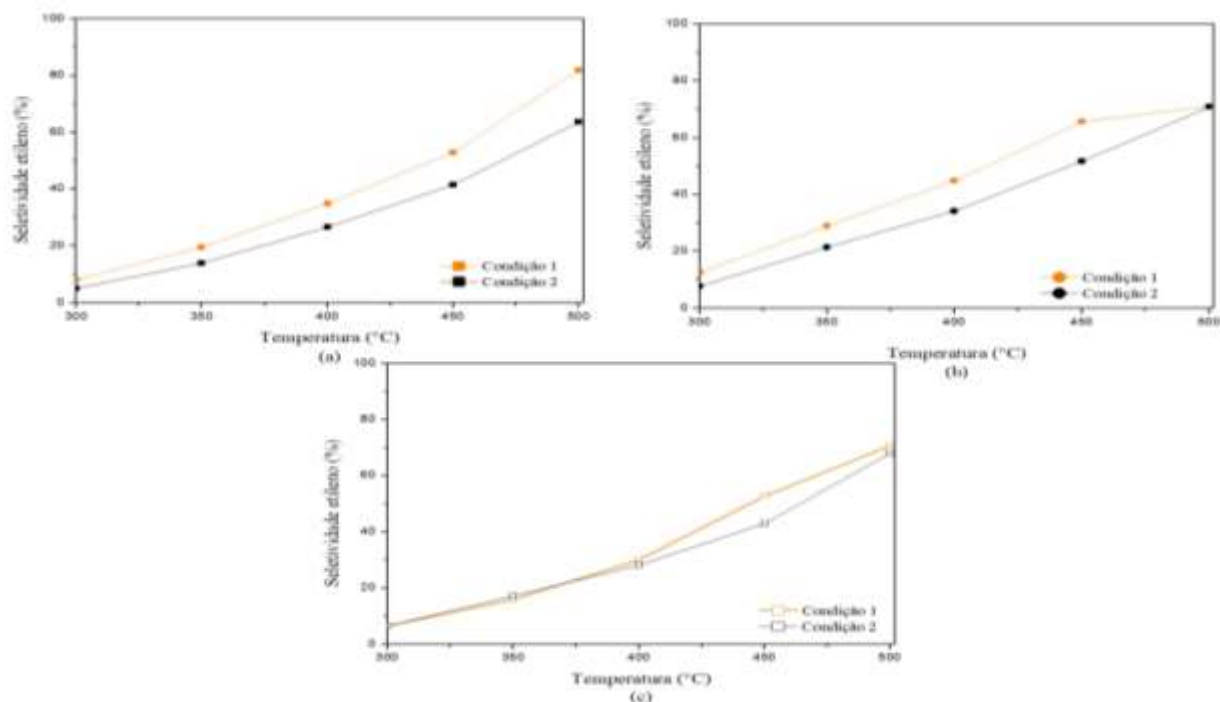 100
80
60
40
20
0
Seletividade etileno (%)
Condição 1
Condição 2
300 350 400 450 500
Temperatura (°C)
(a)
100
80
60
40
20
0
Seletividade etileno (%)
Condição 1
Condição 2
300 350 400 450 500
Temperatura (°C)
(b)
100
80
60
40
20
0
Seletividade etileno (%)
Condição 1
Condição 2
300 350 400 450 500
Temperatura (°C)
(c)